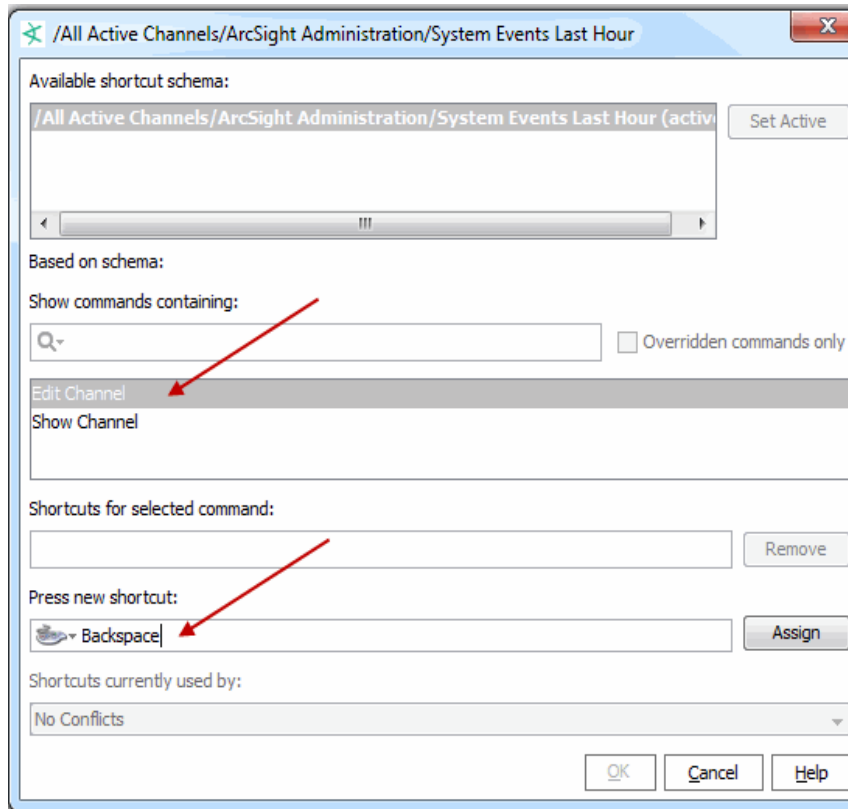 /All Active Channels/ArcSight Administration/System Events Last Hour
X
Available shortcut schema:
/All Active Channels/ArcSight Administration/System Events Last Hour (active
Set Active
Based on schema:
Show commands containing:
Overridden commands only
Edit Channel
Show Channel
Shortcuts for selected command:
Remove
Press new shortcut:
Backspace
Assign
Shortcuts currently used by:
No Conflicts
OK Cancel Help